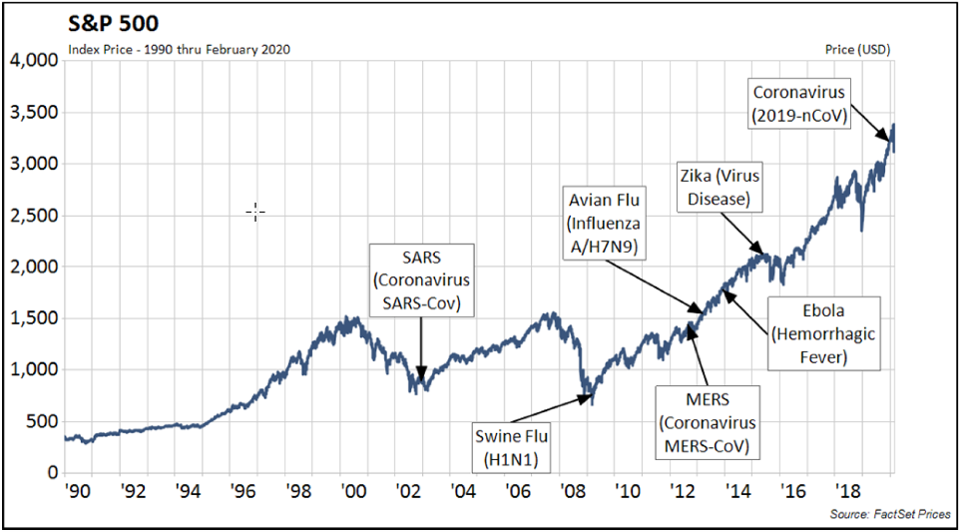 S&P 500
Index Price - 1990 thru February 2020
Price (USD)
4,000
3,500
3,000
2,500
2,000
1,500
1,000
500
0
Coronavirus
(2019-nCoV)
Zika (Virus
Disease)
Avian Flu
(Influenza
A/H7N9)
SARS
(Coronavirus
SARS-Cov)
Ebola
(Hemorrhagic
Fever)
MERS
(Coronavirus
MERS-CoV)
Swine Flu
(H1N1)
'90 '92 '94 '96 '98 '00 '02 '04 '06 '08 '10 '12 '14 '16 '18
Source: FactSet Prices